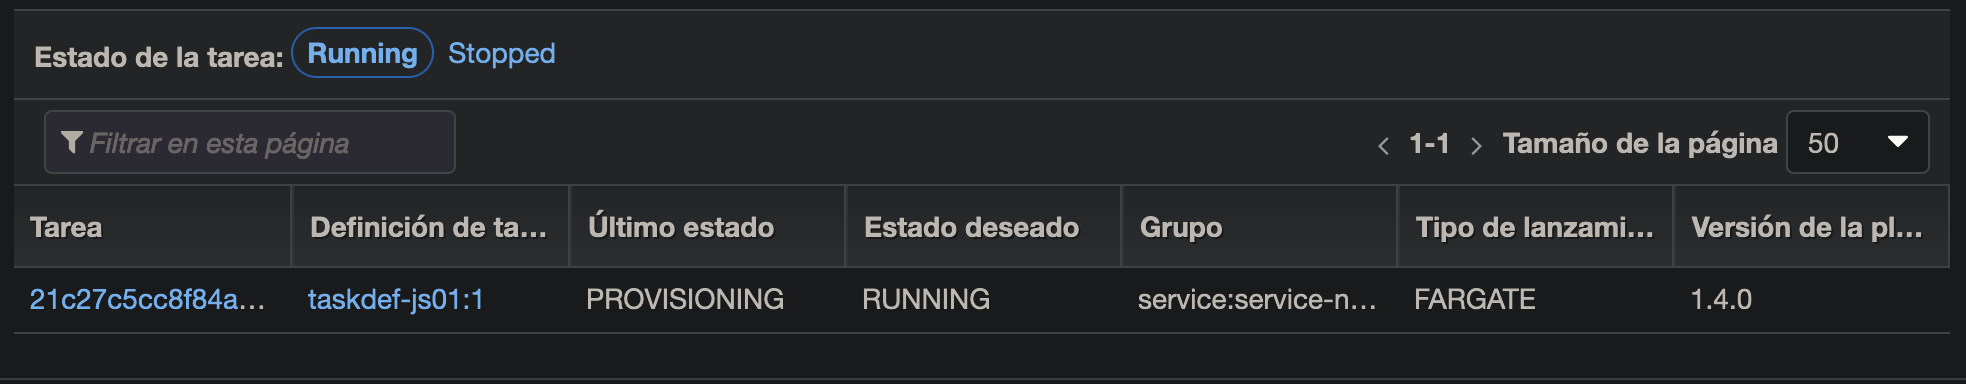 Estado de la tarea: Running Stopped
Filtrar en esta página
< 1-1 > Tamaño de la página 50
Tarea Definición de ta... Último estado Estado deseado Grupo Tipo de lanzami... Versión de la pl...
21c27c5cc8f84a... taskdef-js01:1 PROVISIONING RUNNING service:service-n... FARGATE 1.4.0